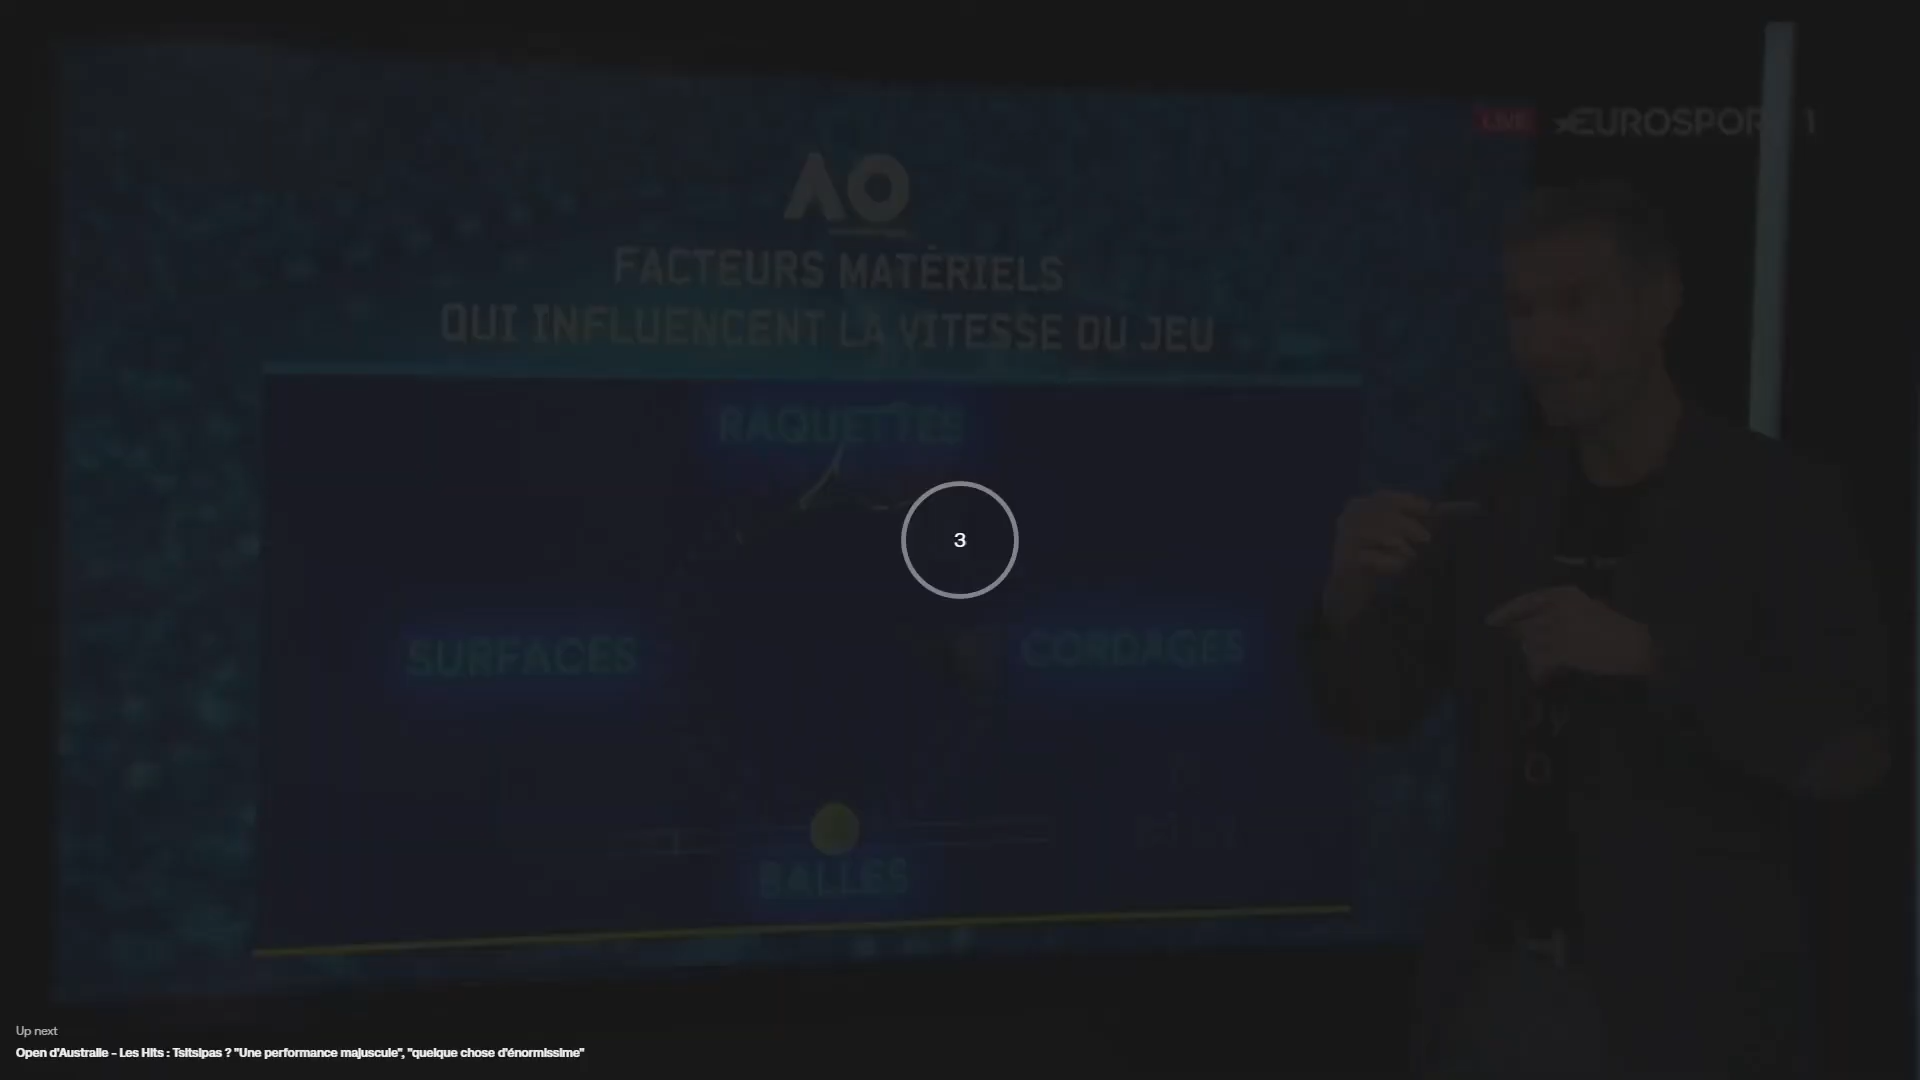 LIVE EUROSPORT 1
AO
FACTEURS MATÉRIELS
QUI INFLUENCENT LA VITESSE DU JEU
RAQUETTES
3
SURFACES
CORDAGES
BALLES
Up next
Open d'Australie - Les Hits : Tsitsipas ? "Une performance majuscule", "quelque chose d'énormissime"